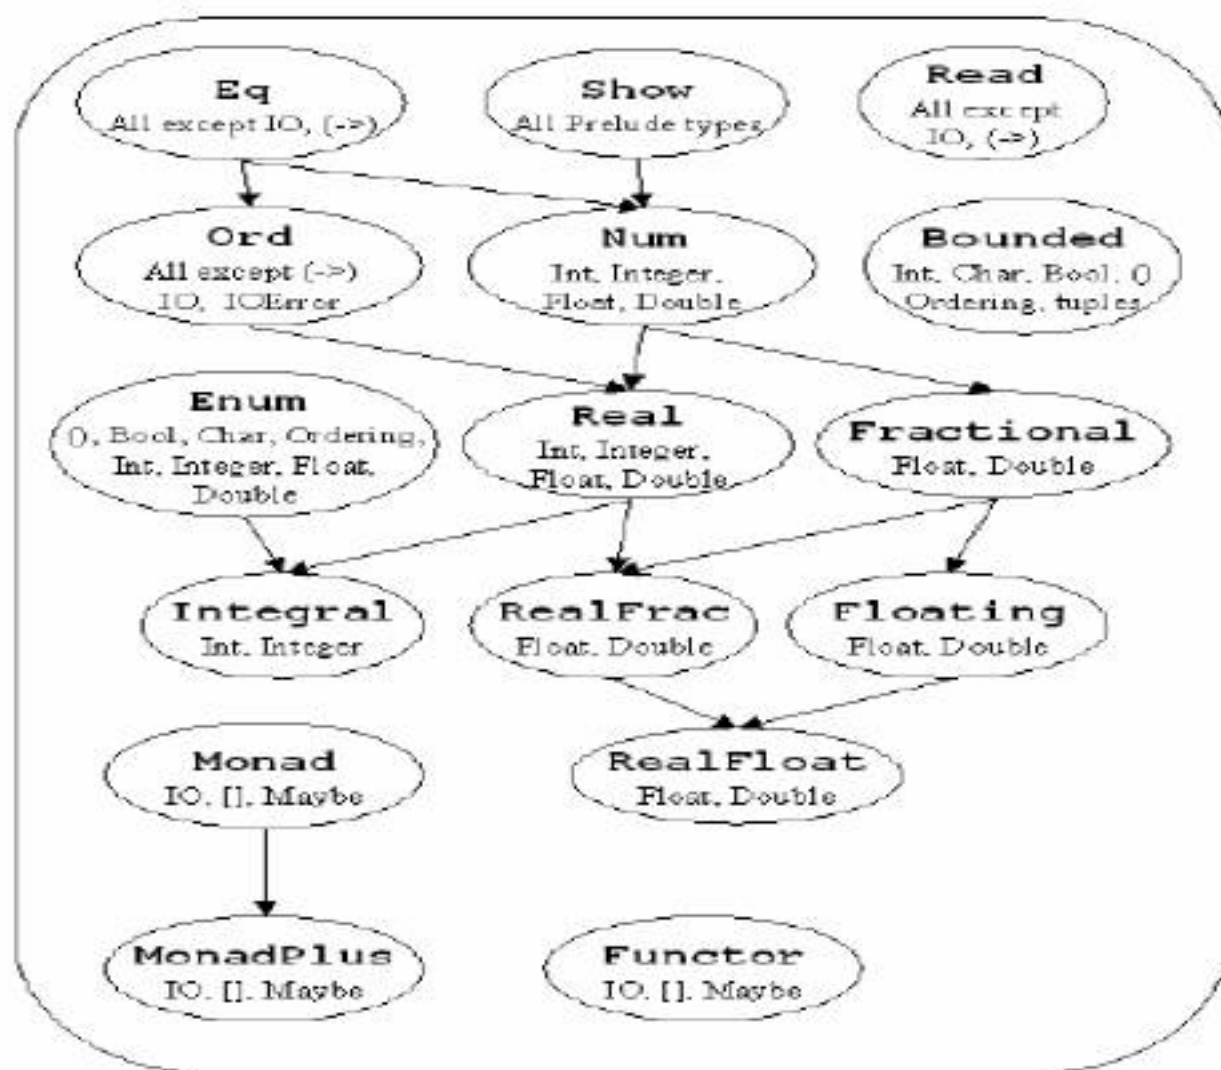 Eq
All except IO, (->)
Show
All Prelude types
Read
All except
IO, (->)
Ord
All except (->)
IO, IOError
Num
Int, Integer,
Float, Double
Bounded
Int, Char, Bool, ()
Ordering, tuples
Enum
(), Bool, Char, Ordering,
Int, Integer, Float,
Double
Real
Int, Integer,
Float, Double
Fractional
Float, Double
Integral
Int, Integer
RealFrac
Float, Double
Floating
Float, Double
Monad
IO, [], Maybe
RealFloat
Float, Double
MonadPlus
IO, [], Maybe
Functor
IO, [], Maybe